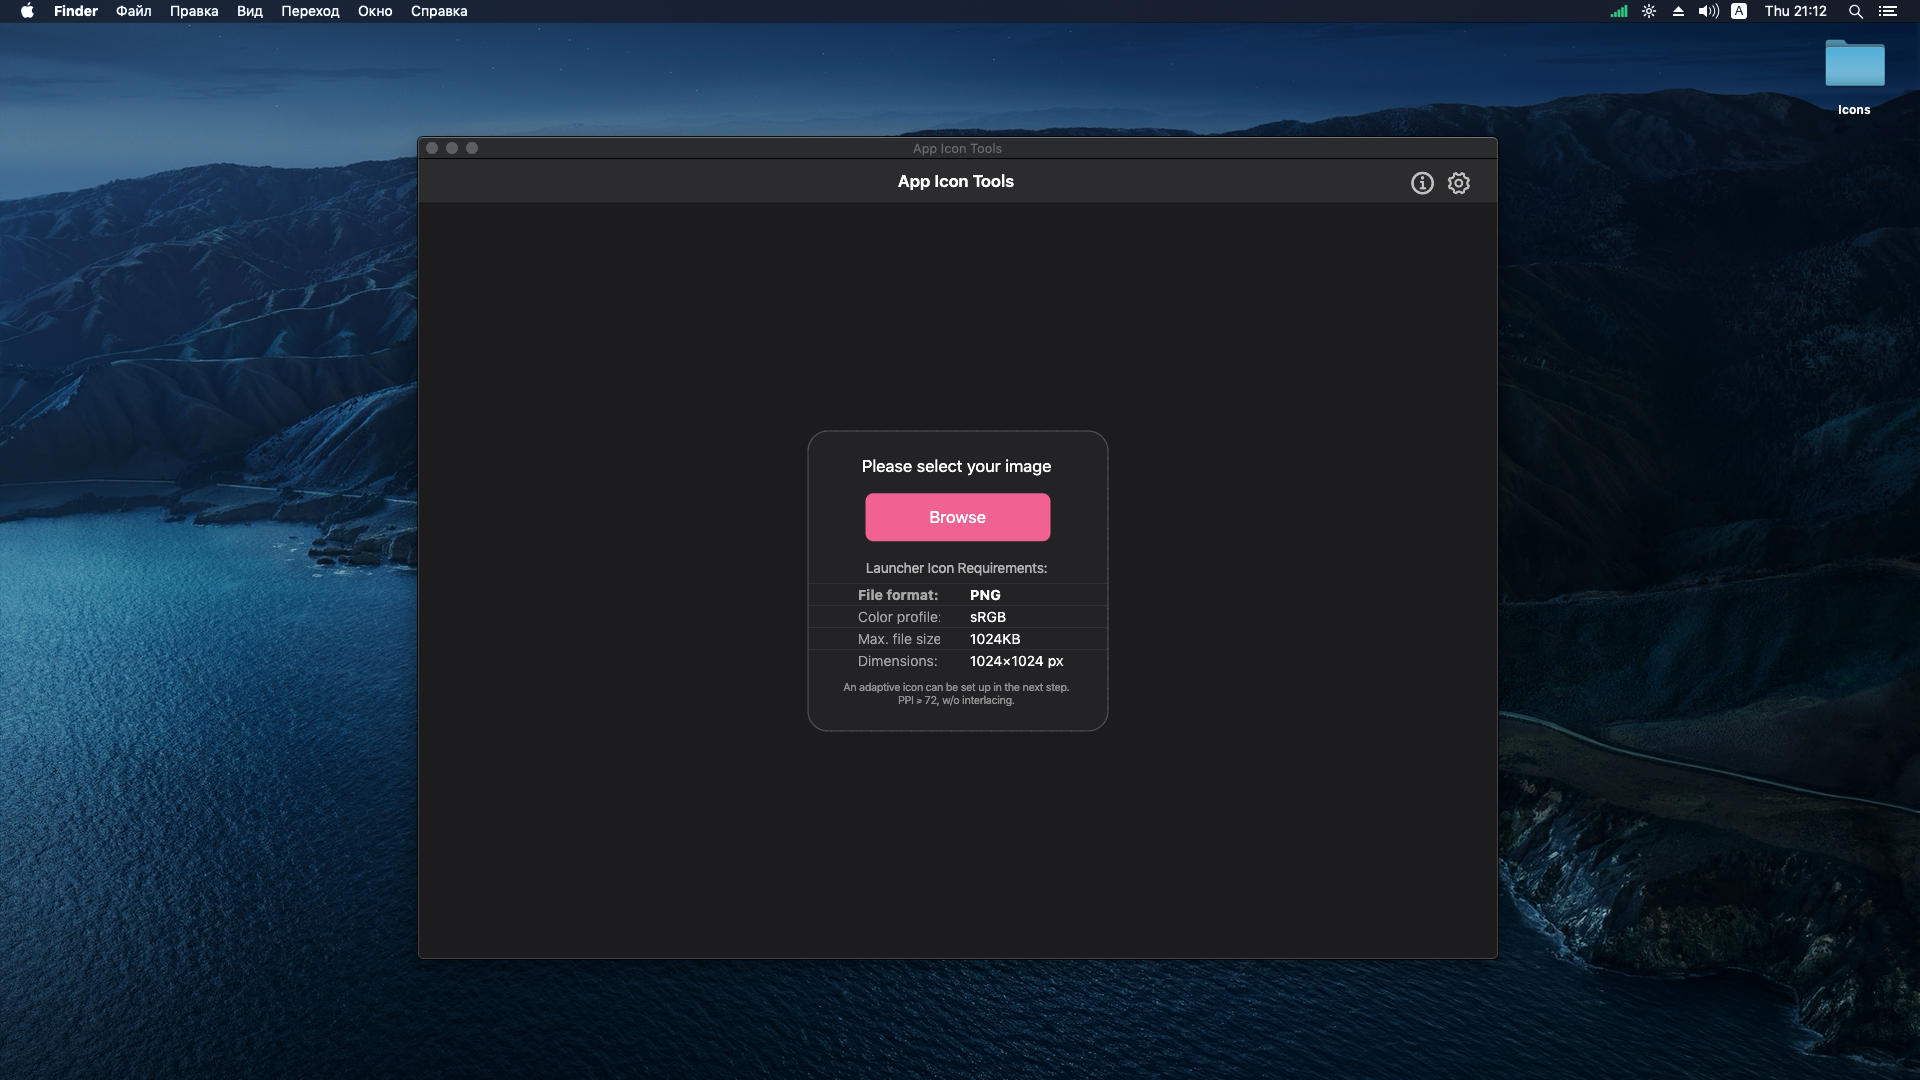 Finder Файл Правка Вид Переход Окно Справка A Thu 21:12
Icons
App Icon Tools
App Icon Tools
Please select your image
Browse
Launcher Icon Requirements:
File format: PNG
Color profile: sRGB
Max. file size 1024KB
Dimensions: 1024×1024 px
An adaptive icon can be set up in the next step.
PPI ≥ 72, w/o interlacing.